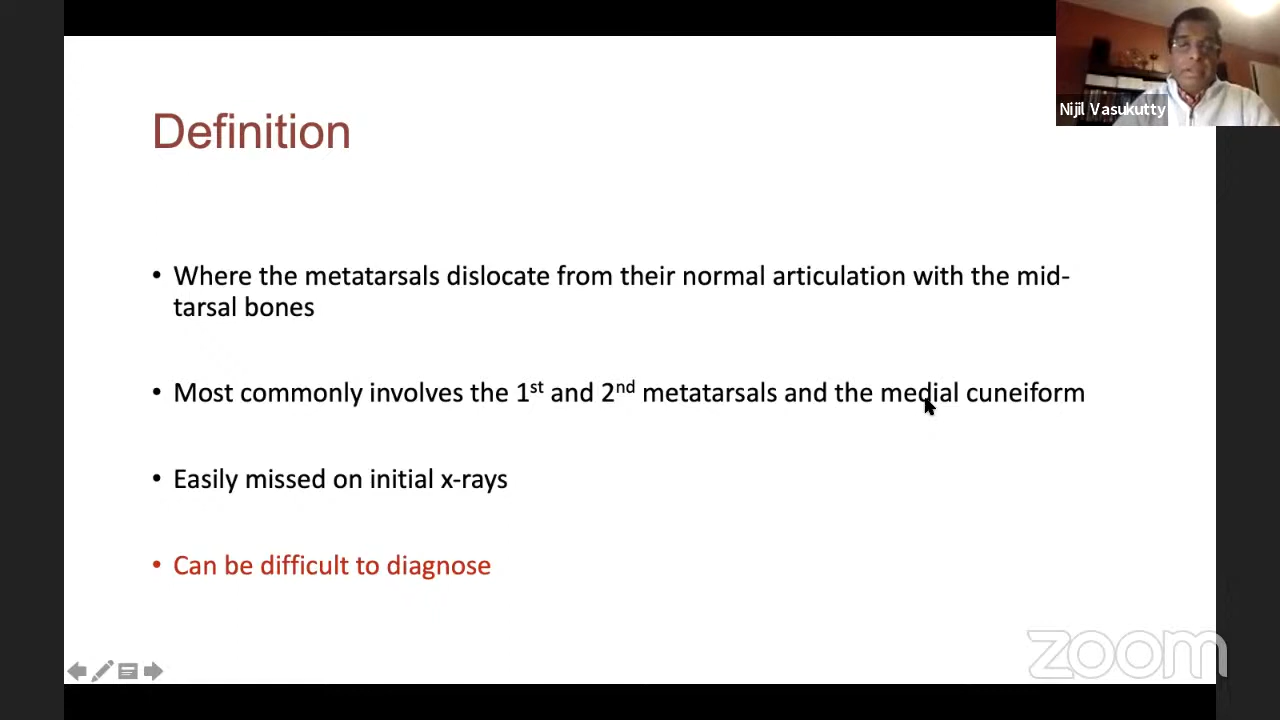 Nijil Vasukutty
Definition
• Where the metatarsals dislocate from their normal articulation with the mid-
tarsal bones
• Most commonly involves the 1st and 2nd metatarsals and the medial cuneiform
• Easily missed on initial x-rays
• Can be difficult to diagnose
zoom